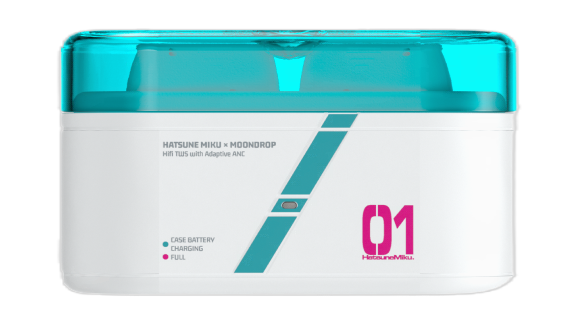 HATSUNE MIKU × MOONDROP
Hifi TWS with Adaptive ANC
CASE BATTERY
CHARGING
FULL
01
HatsuneMiku.